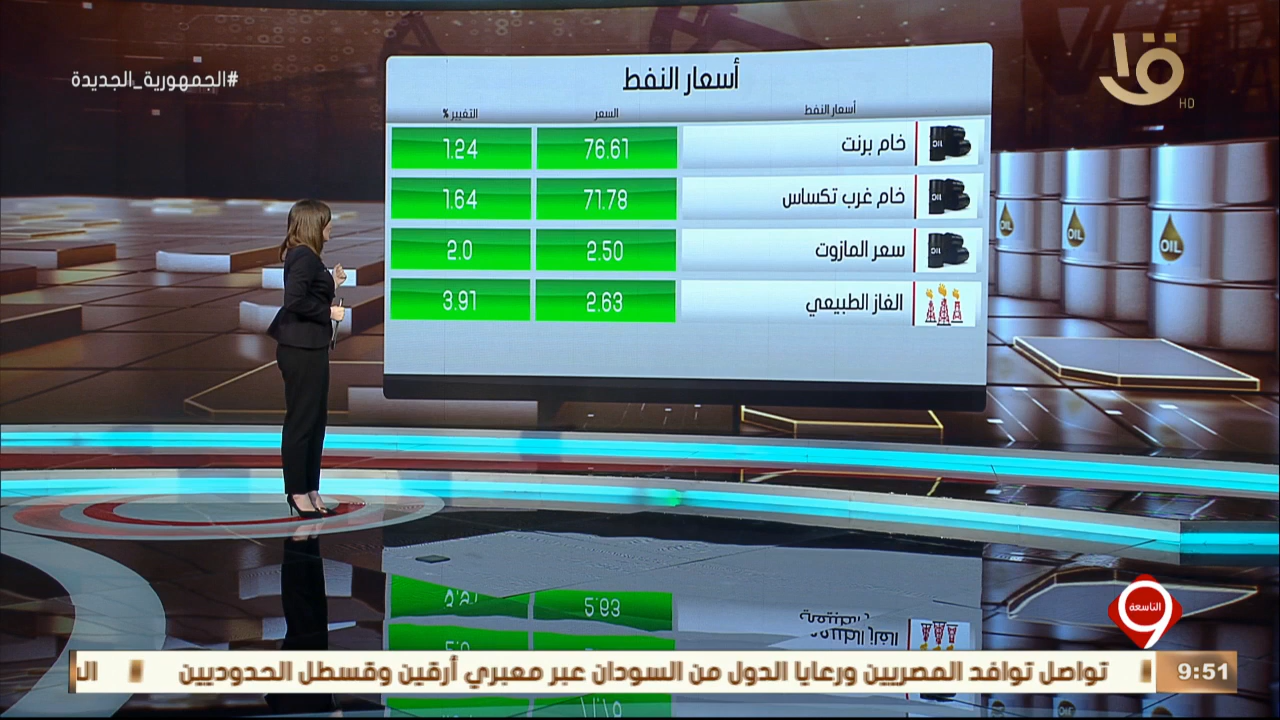 #الجمهورية_الجديدة
HD
أسعار النفط
أسعار النفط السعر التغيير %
خام برنت 76.61 1.24
خام غرب تكساس 71.78 1.64
سعر المازوت 2.50 2.0
الغاز الطبيعي 2.63 3.91
OIL
OIL
OIL
OIL
OIL
التاسعة
9
9:51 تواصل توافد المصريين ورعايا الدول من السودان عبر معبري أرقين وقسطل الحدوديين